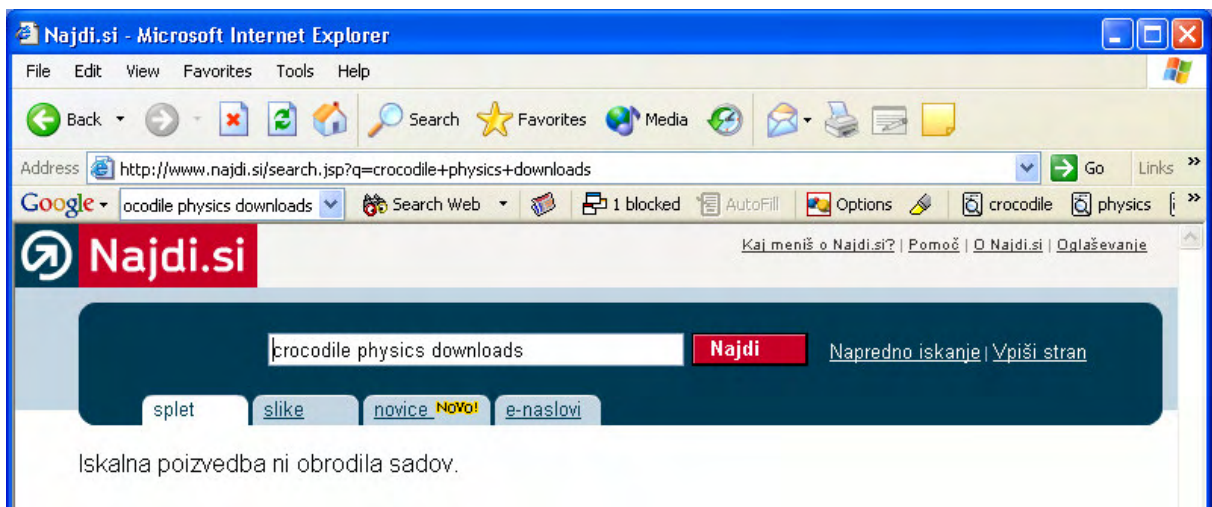 Najdi.si - Microsoft Internet Explorer
File Edit View Favorites Tools Help
Back Search Favorites Media
Address http://www.najdi.si/search.jsp?q=crocodile+physics+downloads Go Links »
Google ocodile physics downloads Search Web 1 blocked AutoFill Options crocodile physics »
Najdi.si Kaj meniš o Najdi.si? | Pomoč | O Najdi.si | Oglaševanje
crocodile physics downloads Najdi Napredno iskanje | Vpiši stran
splet slike novice NOVO! e-naslovi
Iskalna poizvedba ni obrodila sadov.